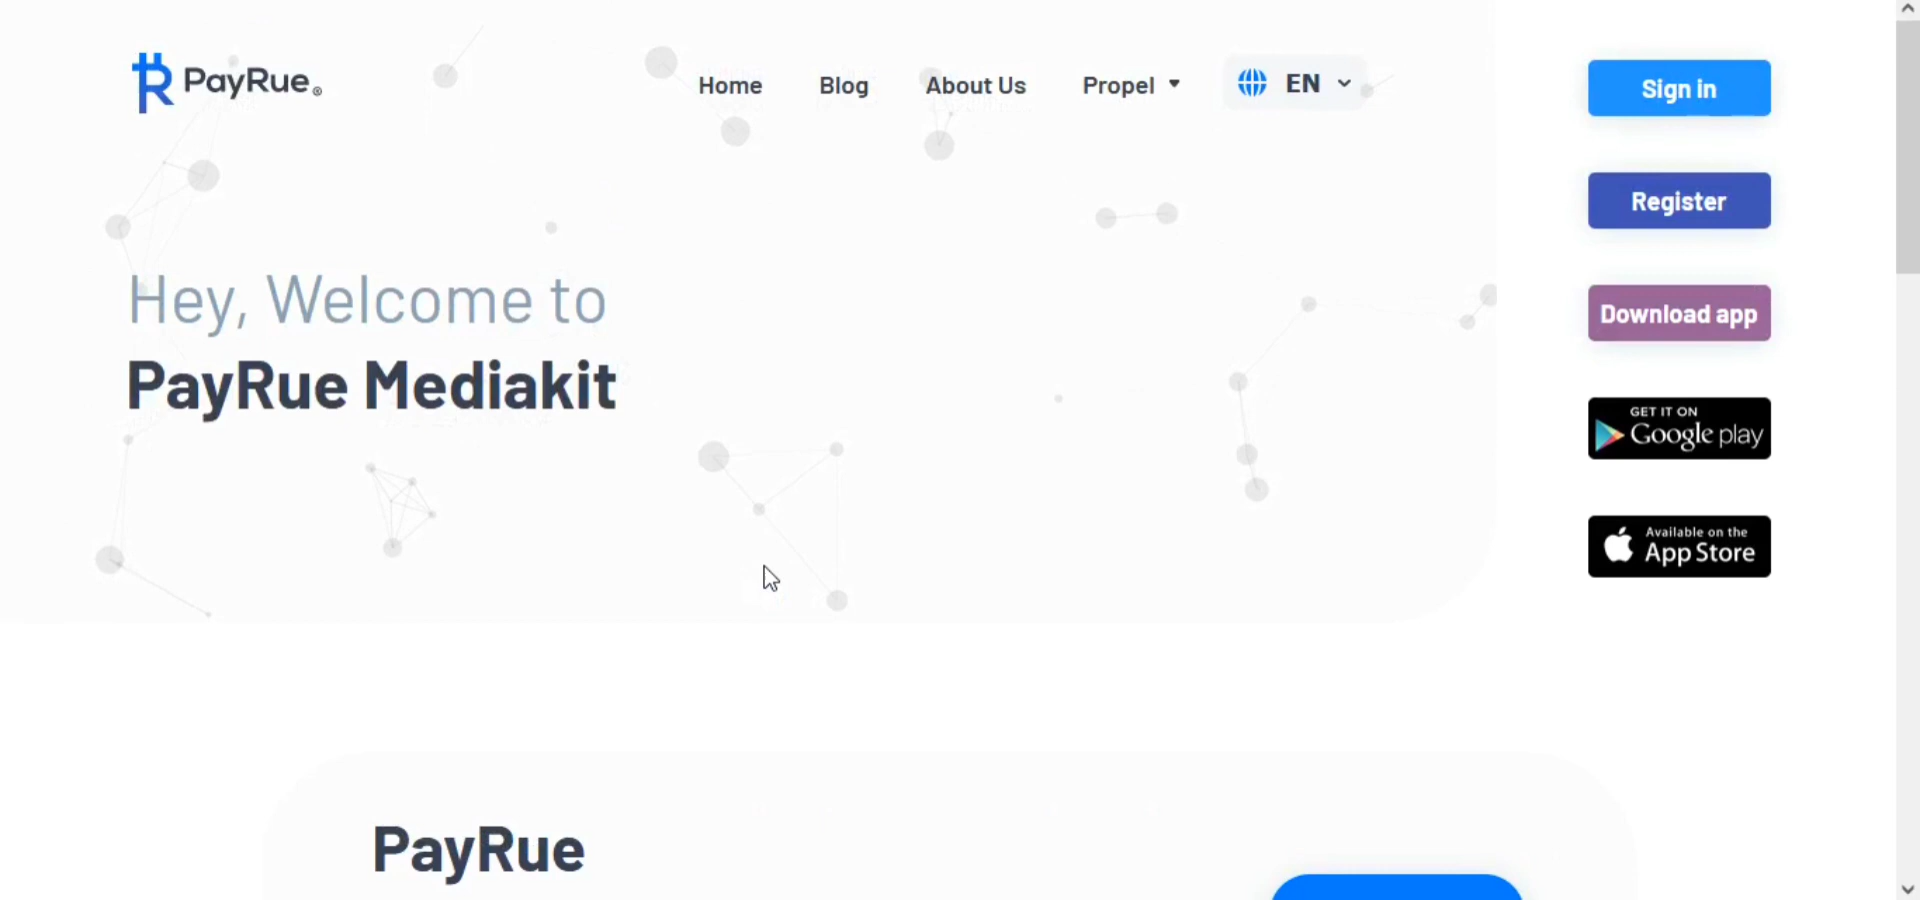 PayRue®
Home
Blog
About Us
Propel
EN
Sign in
Register
Download app
GET IT ON
Google play
Available on the
App Store
Hey, Welcome to
PayRue Mediakit
PayRue